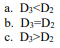 a. D₃<D₂
b. D₃=D₂
c. D₃>D₂